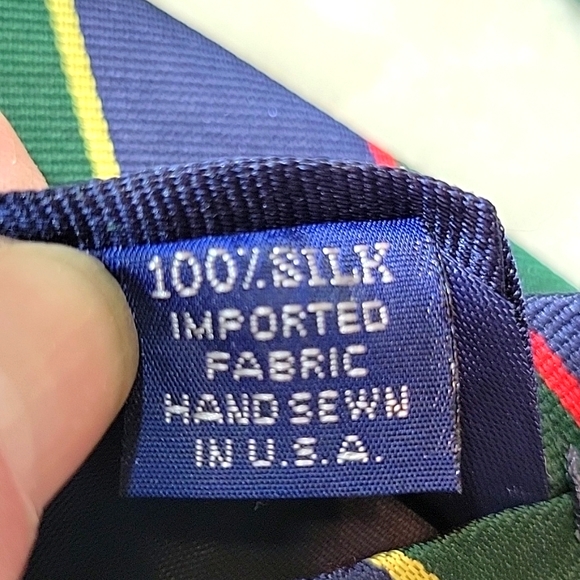 100% SILK
IMPORTED
FABRIC
HAND SEWN
IN U.S.A.